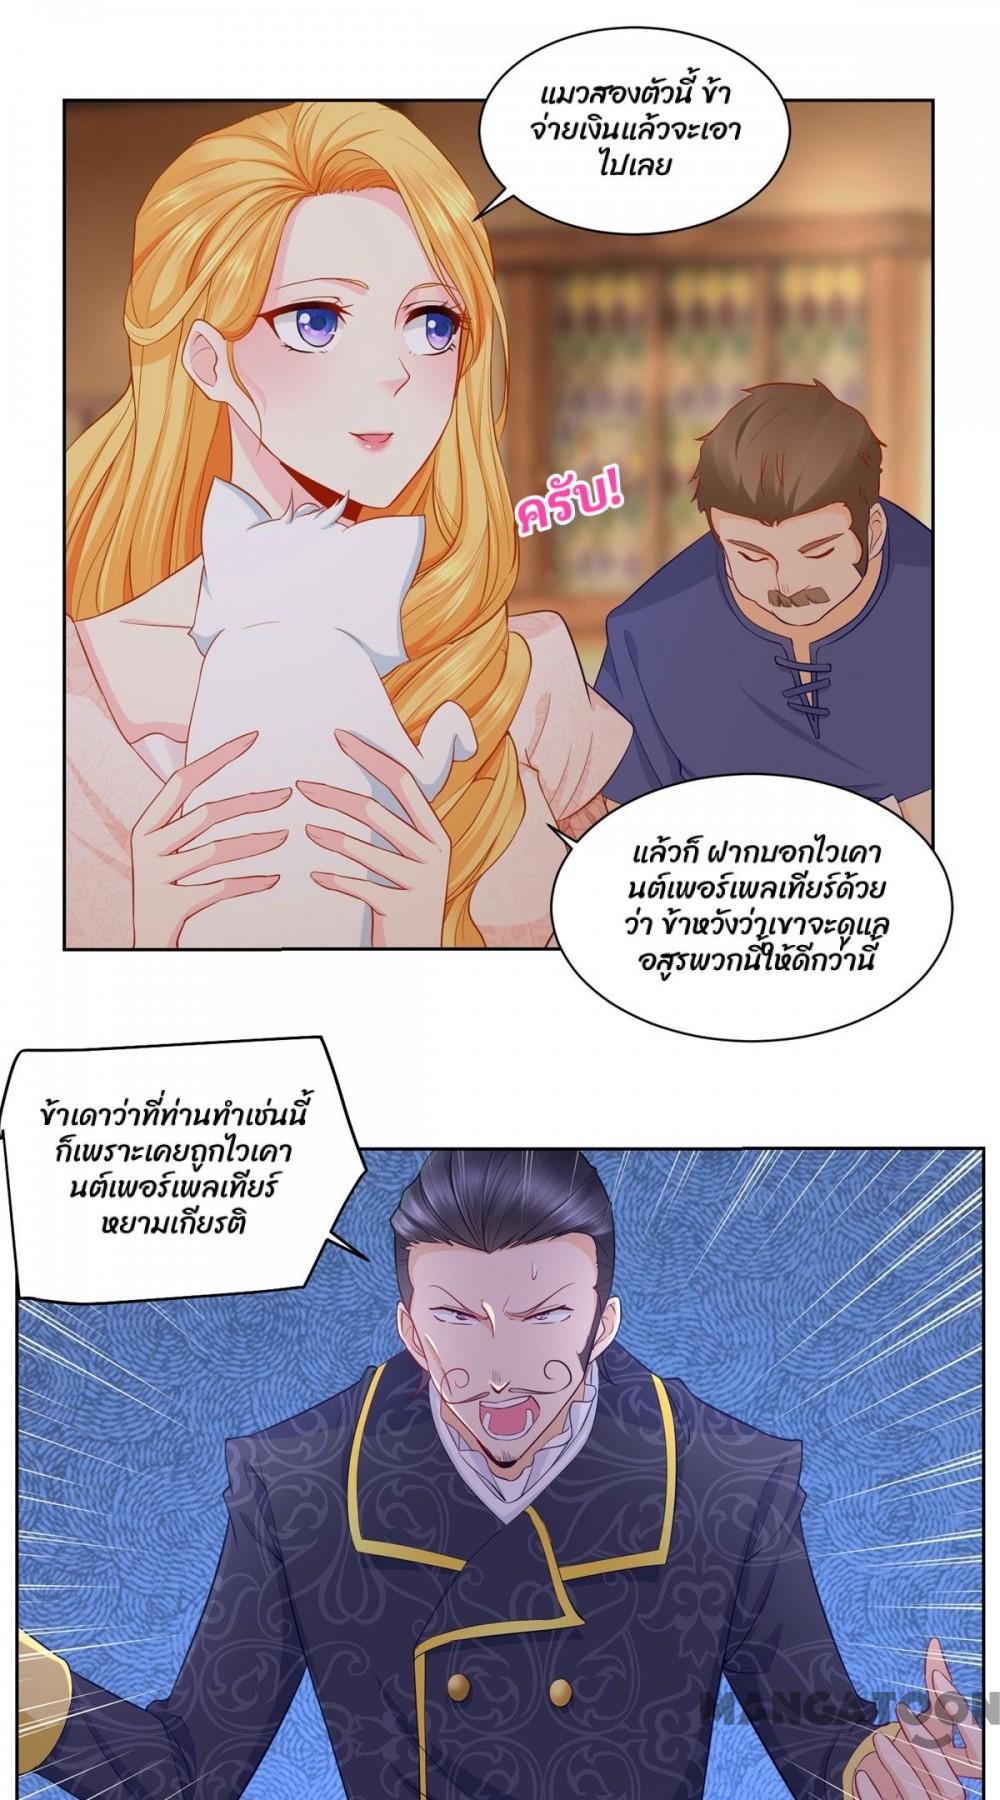 แมวสองตัวนี้ ข้า
จ่ายเงินแล้วจะเอา
ไปเลย
ครับ!
แล้วก็ ฝากบอกไวเคา
นต์เพอร์เพลเทียร์ด้วย
ว่า ข้าหวังว่าเขาจะดูแล
อสูรพวกนี้ให้ดีกว่านี้
ข้าเดาว่าที่ท่านทำเช่นนี้
ก็เพราะเคยถูกไวเคา
นต์เพอร์เพลเทียร์
หยามเกียรติ
MANGATOON